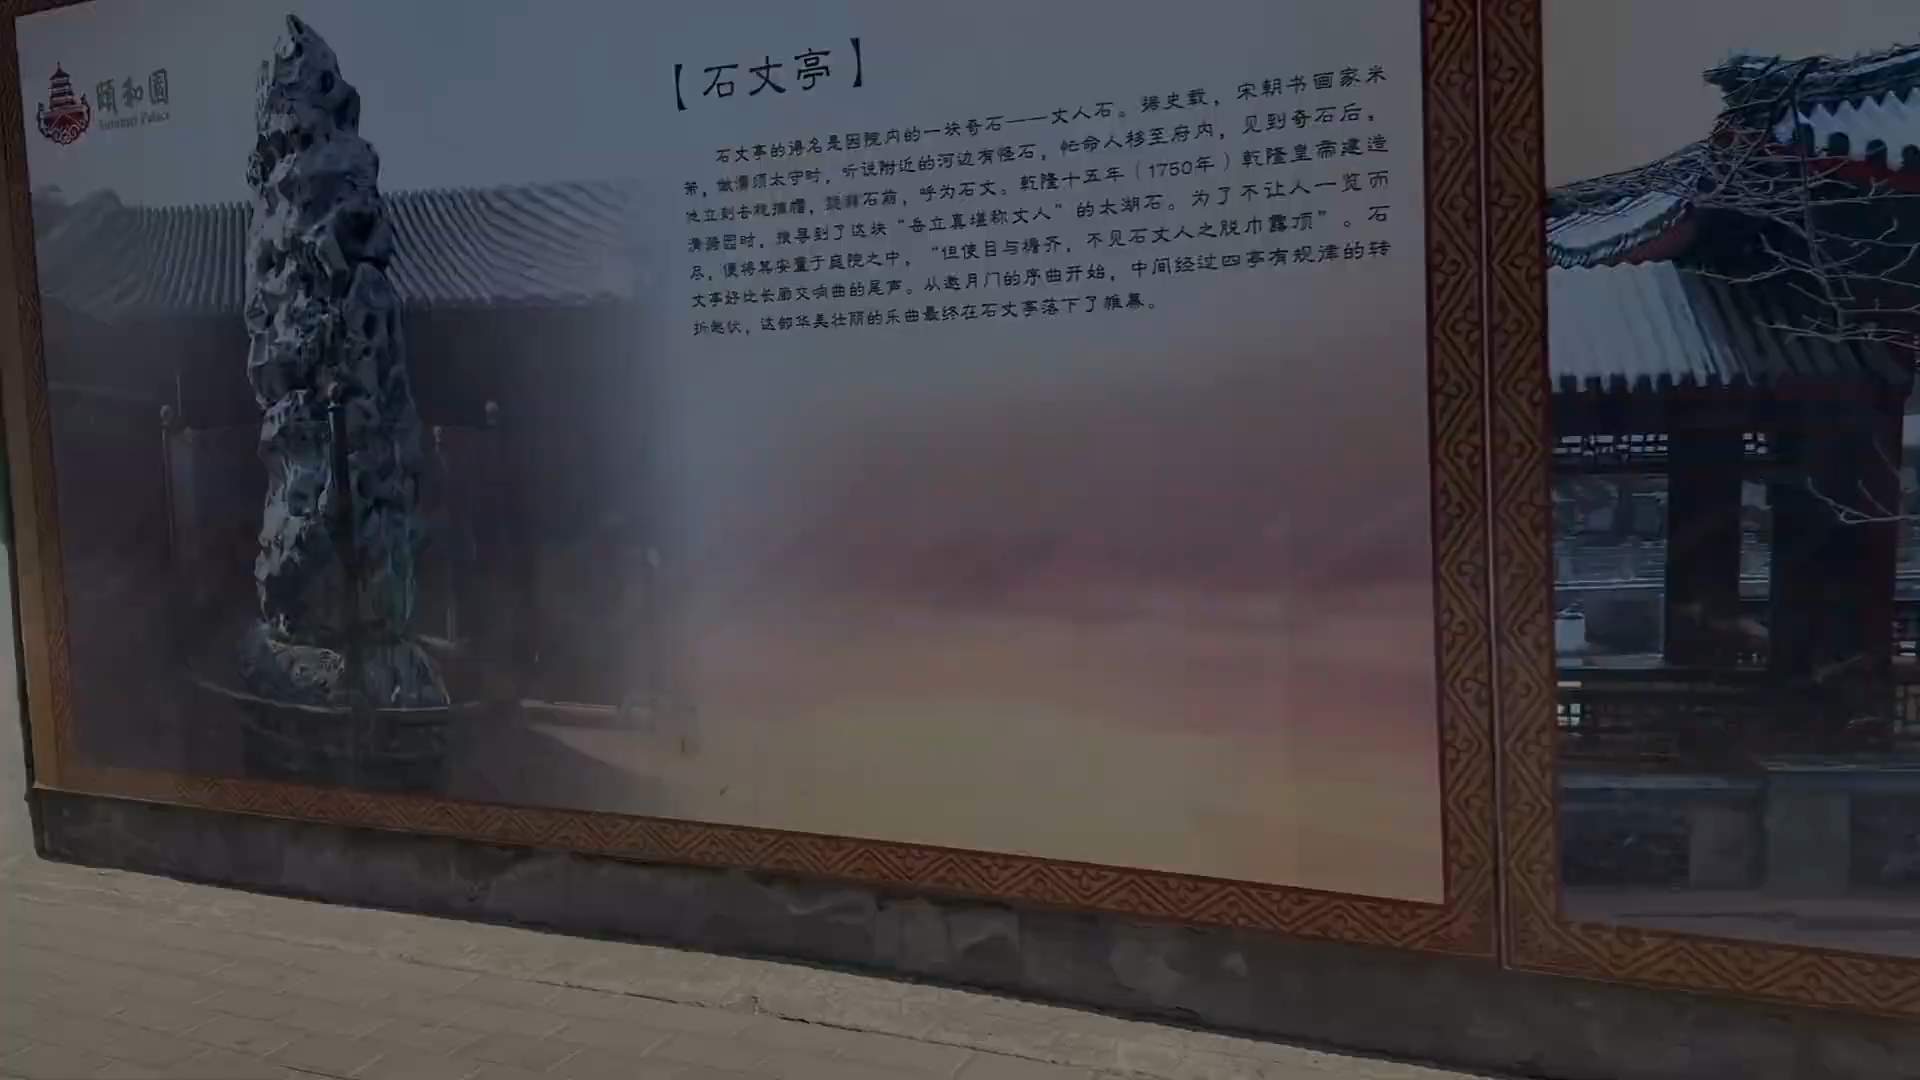 颐和园
Summer Palace
【石丈亭】
石丈亭的得名是因院内的一块奇石——丈人石。据史载，宋朝书画家米
芾，做濡须太守时，听说附近的河边有怪石，忙命人移至府内，见到奇石后，
他立刻去袍推帽，跪拜石前，呼为石丈。乾隆十五年（1750年）乾隆皇帝建造
清漪园时，搜寻到了这块“岳立真堪称丈人”的太湖石。为了不让人一览而
尽，便将其安置于庭院之中，“但使目与檐齐，不见石丈人之脱巾露顶”。石
丈亭好比长廊交响曲的尾声。从邀月门的序曲开始，中间经过四亭有规律的转
折起伏，这部华美壮丽的乐曲最终在石丈亭落下了帷幕。